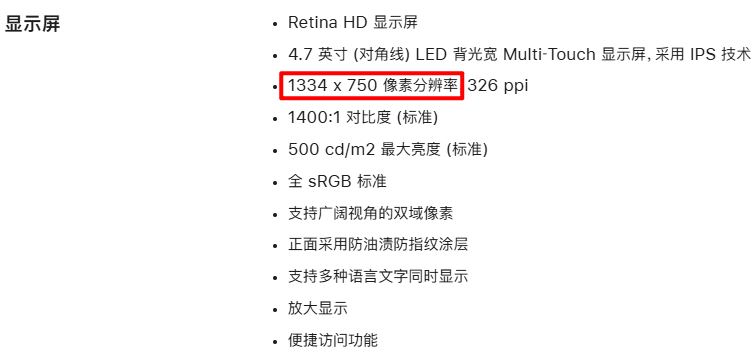 显示屏
• Retina HD 显示屏
• 4.7 英寸 (对角线) LED 背光宽 Multi-Touch 显示屏, 采用 IPS 技术
• 1334 x 750 像素分辨率, 326 ppi
• 1400:1 对比度 (标准)
• 500 cd/m2 最大亮度 (标准)
• 全 sRGB 标准
• 支持广阔视角的双域像素
• 正面采用防油渍防指纹涂层
• 支持多种语言文字同时显示
• 放大显示
• 便捷访问功能